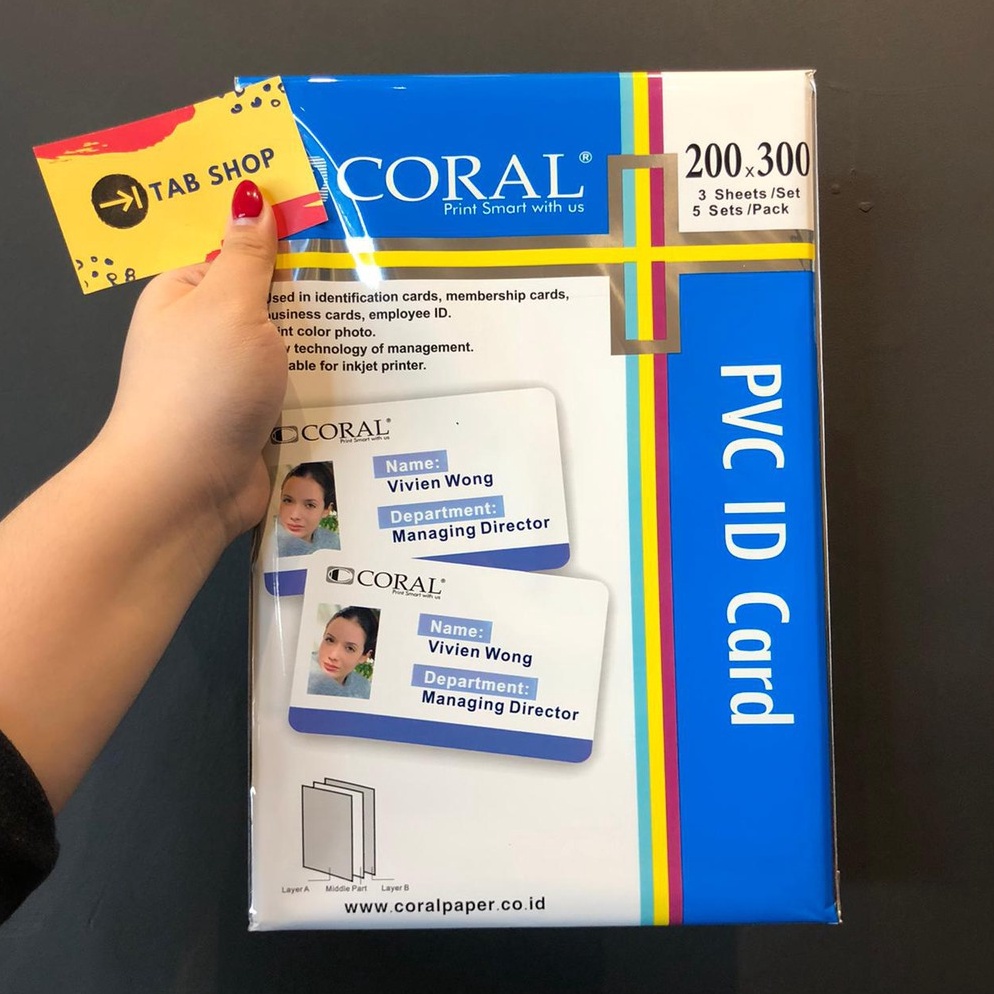 TAB SHOP
CORAL®
Print Smart with us
200x300
3 Sheets /Set
5 Sets /Pack
Used in identification cards, membership cards,
business cards, employee ID.
color photo.
technology of management.
for inkjet printer.
PVC ID Card
CORAL®
Print Smart with us
Name:
Vivien Wong
Department:
Managing Director
CORAL®
Print Smart with us
Name:
Vivien Wong
Department:
Managing Director
Layer A Middle Part Layer B
www.coralpaper.co.id